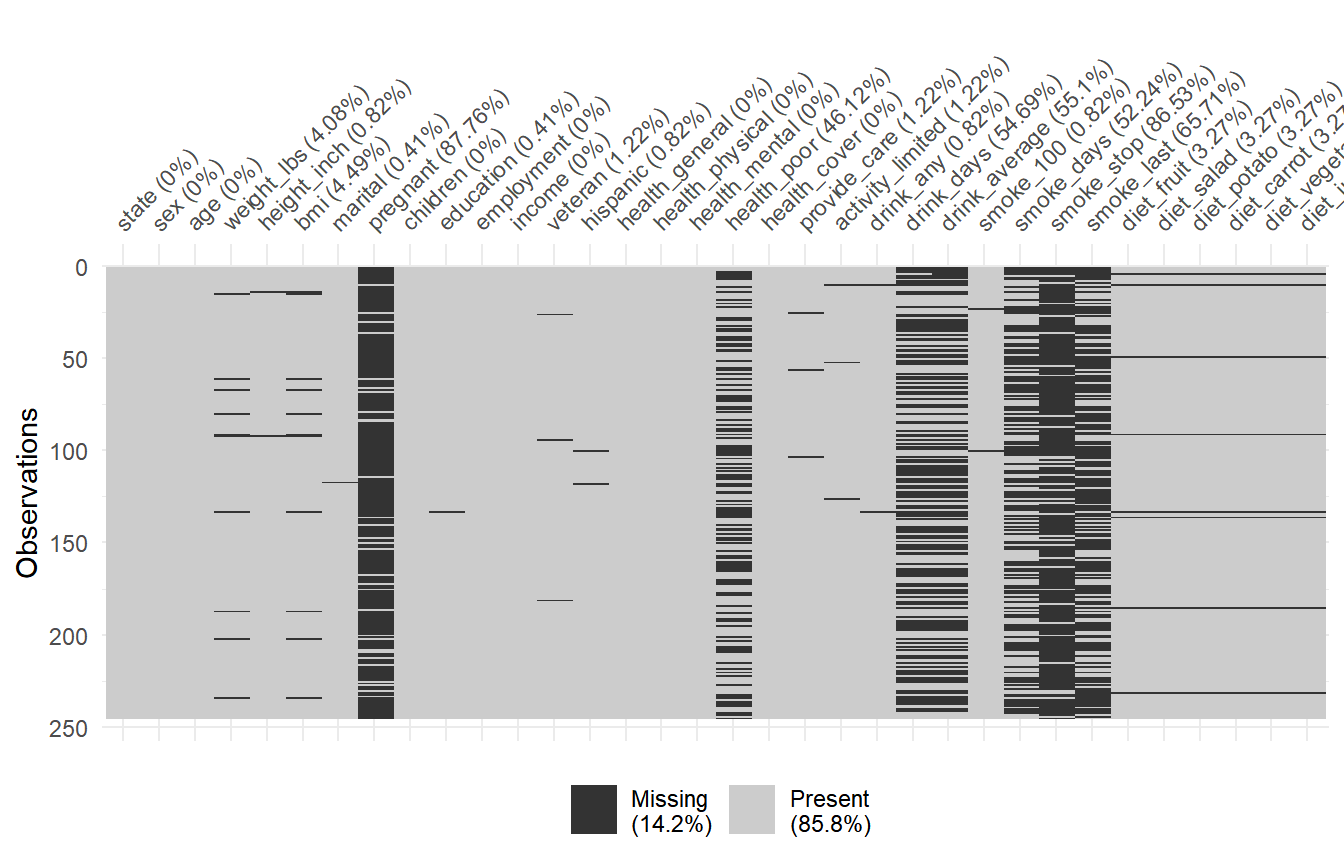 state (0%)
sex (0%)
age (0%)
weight_lbs (4.08%)
height_inch (0.82%)
bmi (4.49%)
marital (0.41%)
pregnant (87.76%)
children (0%)
education (0.41%)
employment (0%)
income (0%)
veteran (1.22%)
hispanic (0.82%)
health_general (0%)
health_physical (0%)
health_mental (0%)
health_poor (46.12%)
health_cover (0%)
provide_care (1.22%)
activity_limited (1.22%)
drink_any (0.82%)
drink_days (54.69%)
drink_average (55.1%)
smoke_100 (0.82%)
smoke_days (52.24%)
smoke_stop (86.53%)
smoke_last (65.71%)
diet_fruit (3.27%)
diet_salad (3.27%)
diet_potato (3.27%)
diet_carrot
Observations
0
50
100
150
200
250
Missing
(14.2%)
Present
(85.8%)